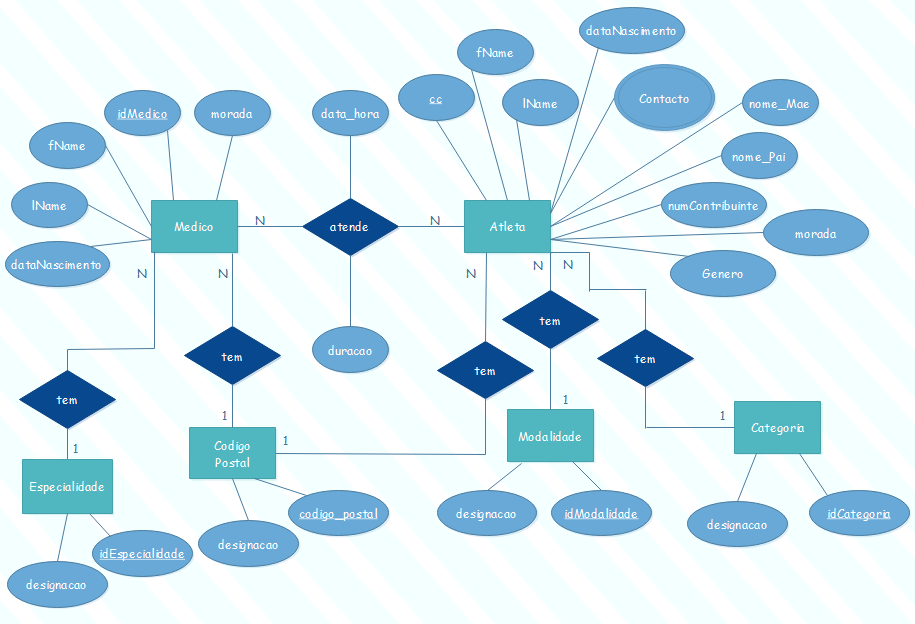 dataNascimento
fName
Contacto
cc
lName
nome_Mae
idMedico
morada
data_hora
fName
nome_Pai
lName
numContribuinte
N
N
Medico
atende
Atleta
morada
dataNascimento
Genero
N
N
N
N
N
tem
tem
duracao
tem
tem
tem
1
1
1
Categoria
1
1
Codigo
Postal
Modalidade
Especialidade
codigo_postal
designacao
idModalidade
idCategoria
designacao
designacao
idEspecialidade
designacao